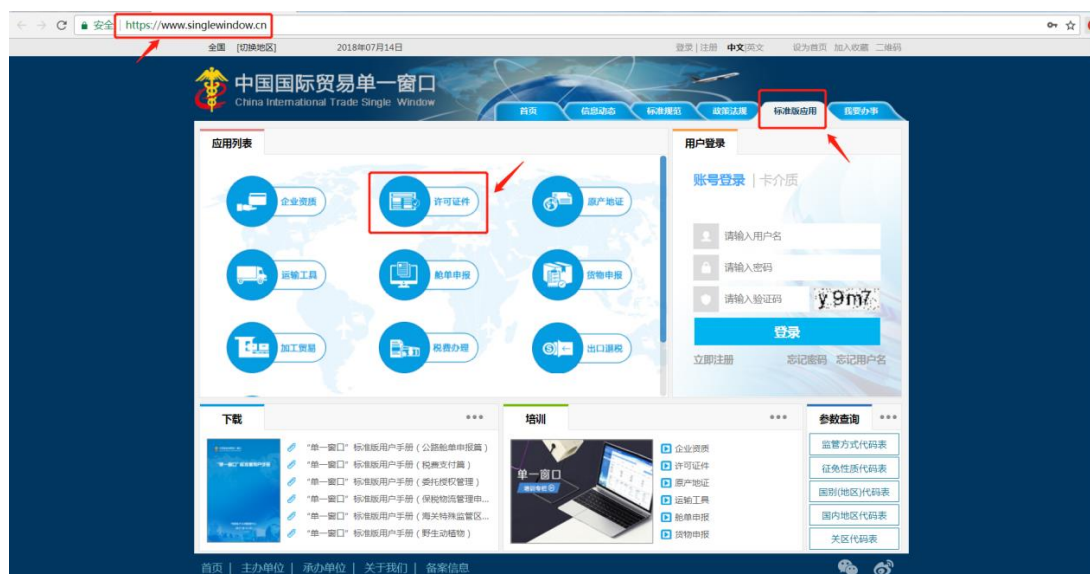 安全 https://www.singlewindow.cn
全国 [切换地区] 2018年07月14日 登录 | 注册 中文|英文 设为首页 加入收藏 二维码
中国国际贸易单一窗口
China International Trade Single Window
首页 信息动态 标准规范 政策法规 标准版应用 我要办事
应用列表
用户登录
账号登录 | 卡介质
企业资质 许可证件 原产地证
请输入用户名
运输工具 舱单申报 货物申报
请输入密码
请输入验证码 y9m7
登录
加工贸易 税费办理 出口退税
立即注册 忘记密码 忘记用户名
下载
培训
参数查询
“单一窗口”标准版用户手册(公路舱单申报篇)
“单一窗口”标准版用户手册(税费支付篇)
“单一窗口”标准版用户手册(委托授权管理)
“单一窗口”标准版用户手册(保税物流管理申...
“单一窗口”标准版用户手册(海关特殊监管区...
“单一窗口”标准版用户手册(野生动植物)
单一窗口
企业资质
许可证件
原产地证
运输工具
舱单申报
货物申报
监管方式代码表
征免性质代码表
国别(地区)代码表
国内地区代码表
关区代码表
首页 | 主办单位 | 承办单位 | 关于我们 | 备案信息